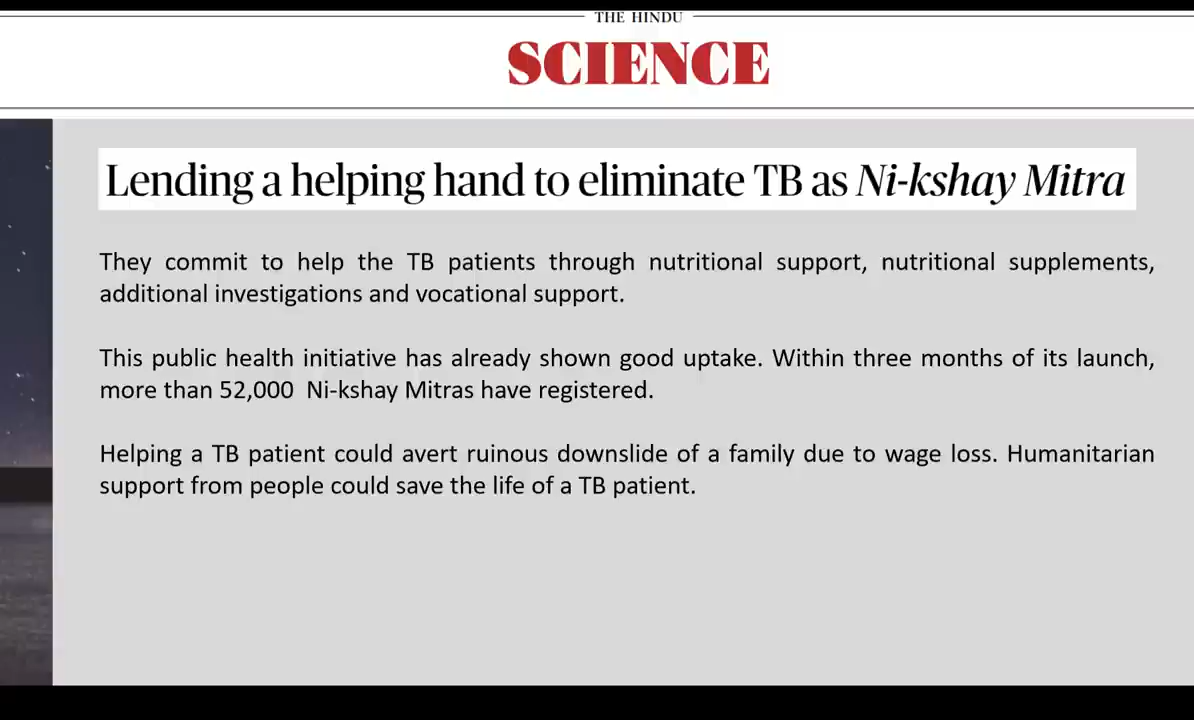 THE HINDU
SCIENCE
Lending a helping hand to eliminate TB as Ni-kshay Mitra
They commit to help the TB patients through nutritional support, nutritional supplements,
additional investigations and vocational support.
This public health initiative has already shown good uptake. Within three months of its launch,
more than 52,000 Ni-kshay Mitras have registered.
Helping a TB patient could avert ruinous downslide of a family due to wage loss. Humanitarian
support from people could save the life of a TB patient.